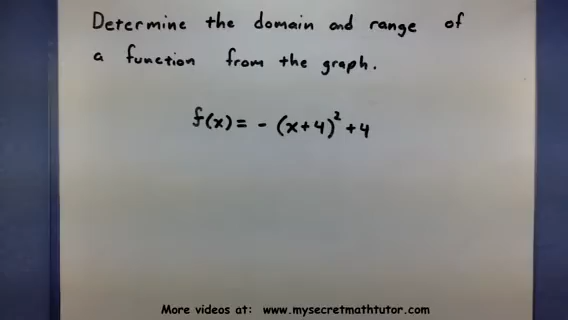 Determine the domain and range of
a function from the graph.
f(x) = - (x+4)² + 4
More videos at: www.mysecretmathtutor.com